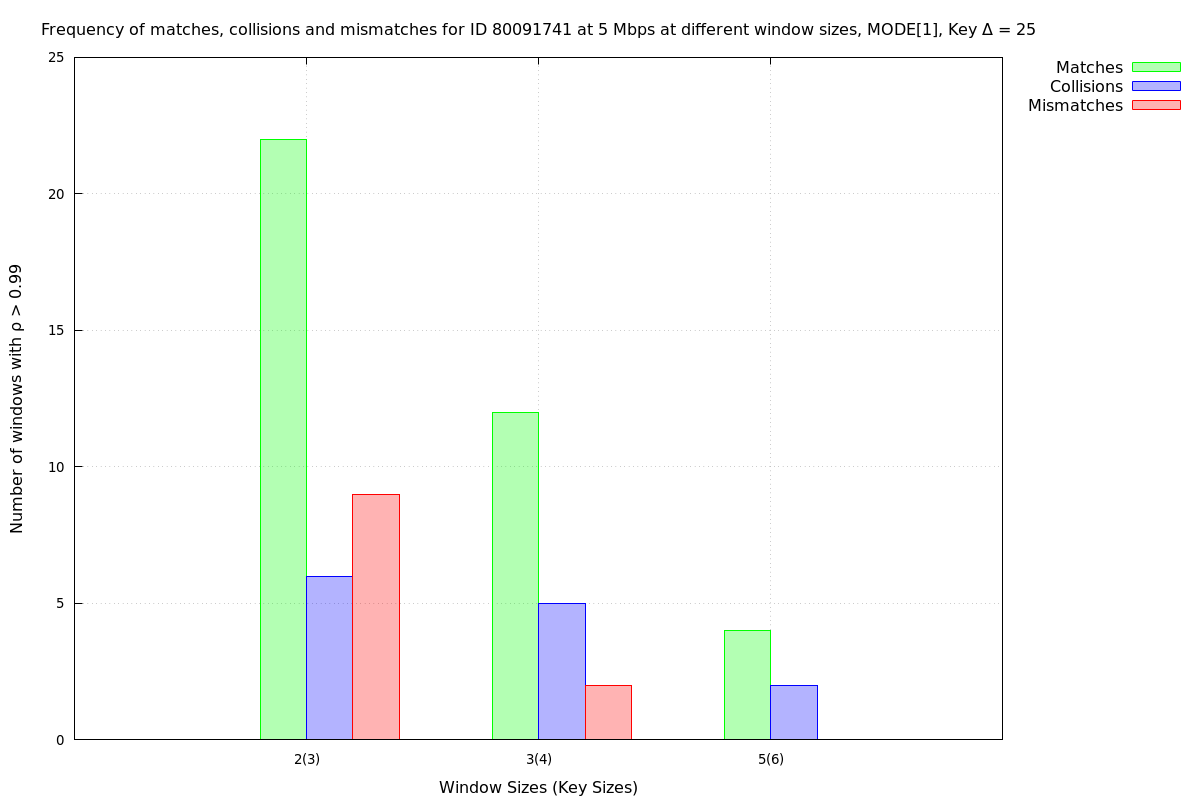 Frequency of matches, collisions and mismatches for ID 80091741 at 5 Mbps at different window sizes, MODE[1], Key Δ = 25
Matches
Collisions
Mismatches
Number of windows with ρ > 0.99
25
20
15
10
5
0
2(3)
3(4)
5(6)
Window Sizes (Key Sizes)